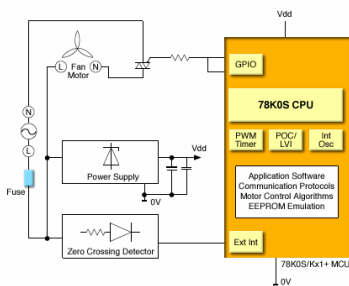 Vdd
L
N
Fan
Motor
GPIO
78K0S CPU
N
PWM
Timer
POC/
LVI
Int
Osc
L
Vdd
Fuse
Power Supply
0V
Application Software
Communication Protocols
Motor Control Algorithms
EEPROM Emulation
Zero Crossing Detector
Ext Int
78K0S/Kx1+ MCU
0V